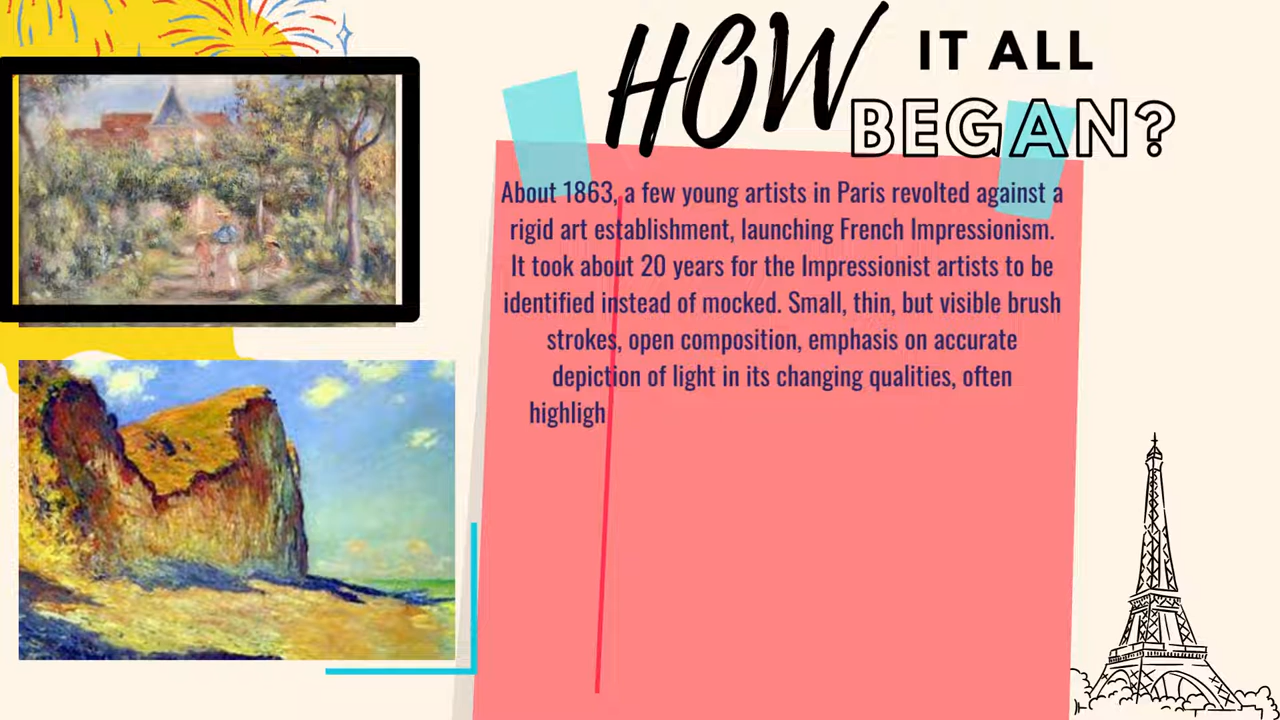 HOW IT ALL
BEGAN?
About 1863, a few young artists in Paris revolted against a
rigid art establishment, launching French Impressionism.
It took about 20 years for the Impressionist artists to be
identified instead of mocked. Small, thin, but visible brush
strokes, open composition, emphasis on accurate
depiction of light in its changing qualities, often
highligh